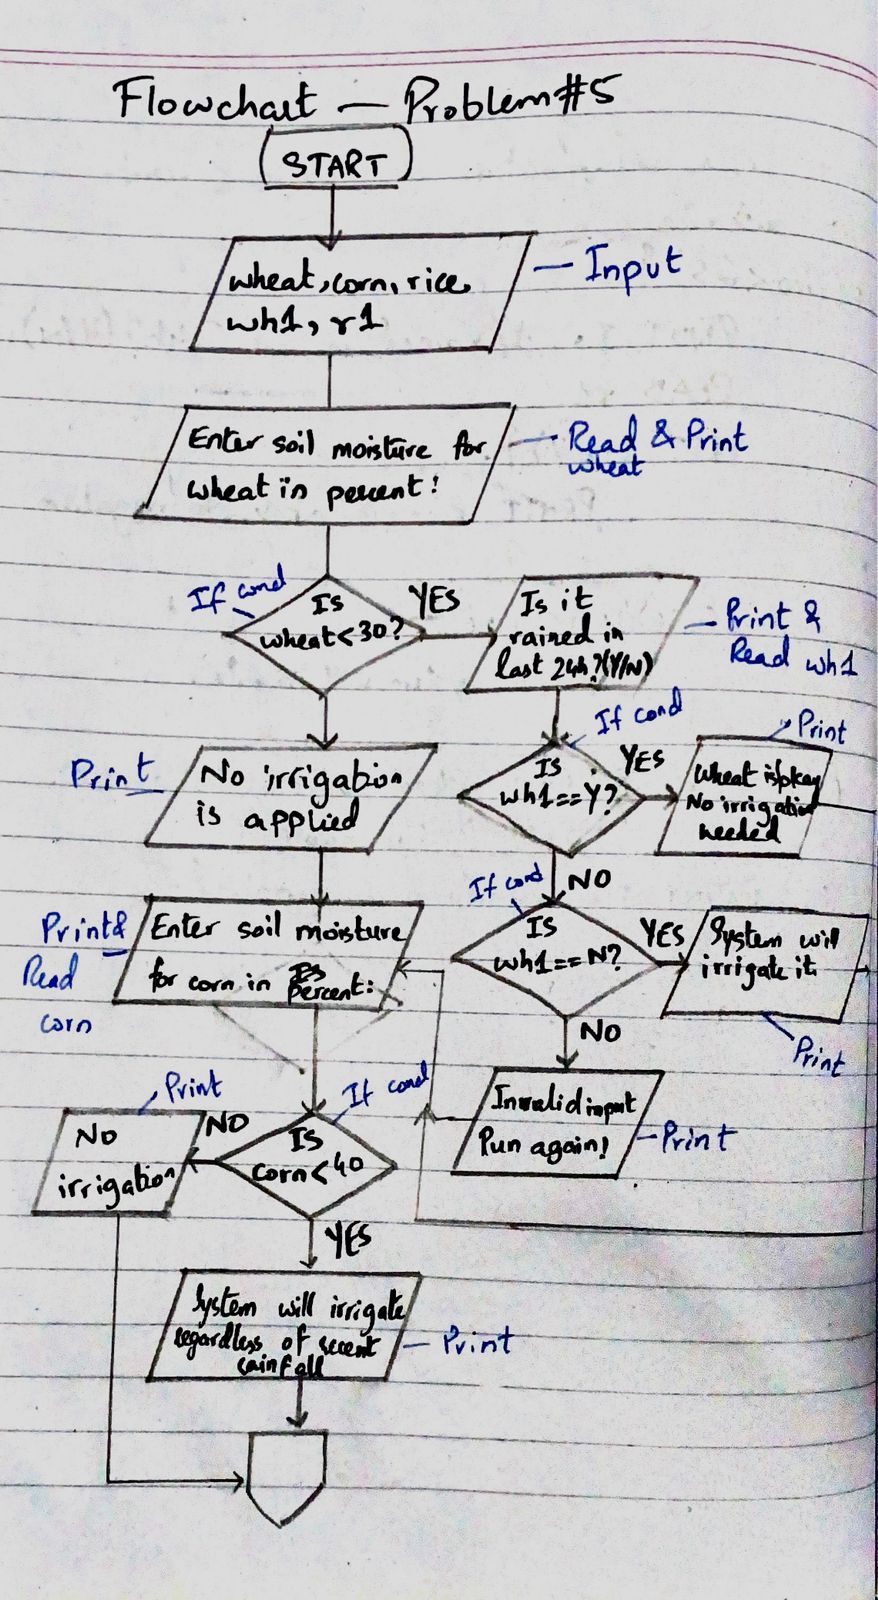 Flowchart — Problem#5
START
wheat, corn, rice,
wh1, r1
— Input
Enter soil moisture for
wheat in percent:
— Read & Print
wheat
If cond
Is
wheat<30?
YES
Is it
rained in
last 24h?(Y/N)
— Print &
Read wh1
Print
No irrigation
is applied
If cond
Is
wh1==Y?
YES
Print
Wheat is okay
No irrigation
needed
NO
Print&
Read
corn
Enter soil moisture
for corn in
percent:
If cond
Is
wh1==N?
YES
System will
irrigate it
Print
NO
Invalid input
Run again!
—Print
Print
No
irrigation
NO
If cond
Is
corn<40
YES
System will irrigate
regardless of recent
rainfall
— Print